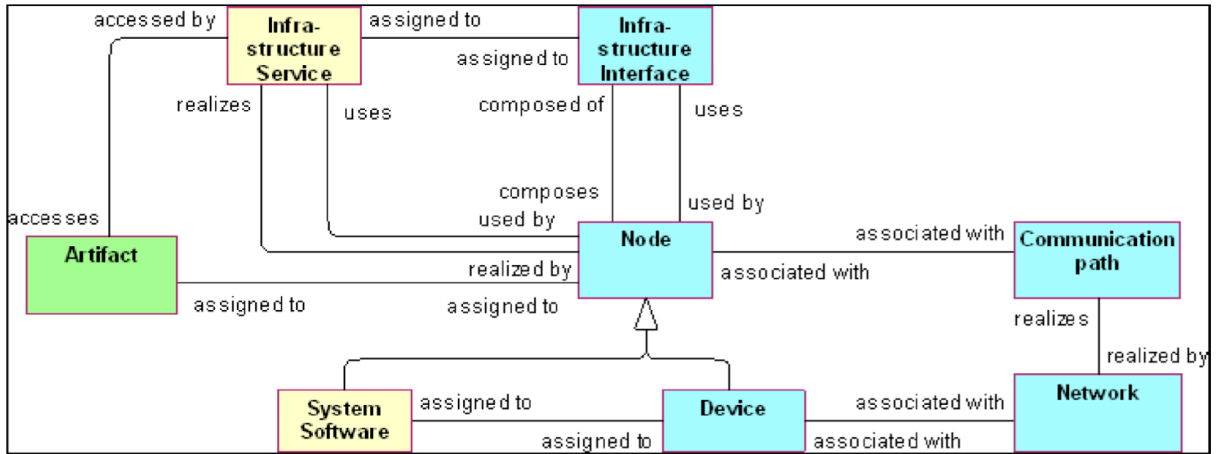 accessed by
Infra-
structure
Service
assigned to
assigned to
Infra-
structure
Interface
realizes
uses
composed of
uses
composes
used by
used by
accesses
Artifact
realized by
Node
associated with
associated with
Communication
path
assigned to
assigned to
realizes
realized by
System
Software
assigned to
assigned to
Device
associated with
associated with
Network